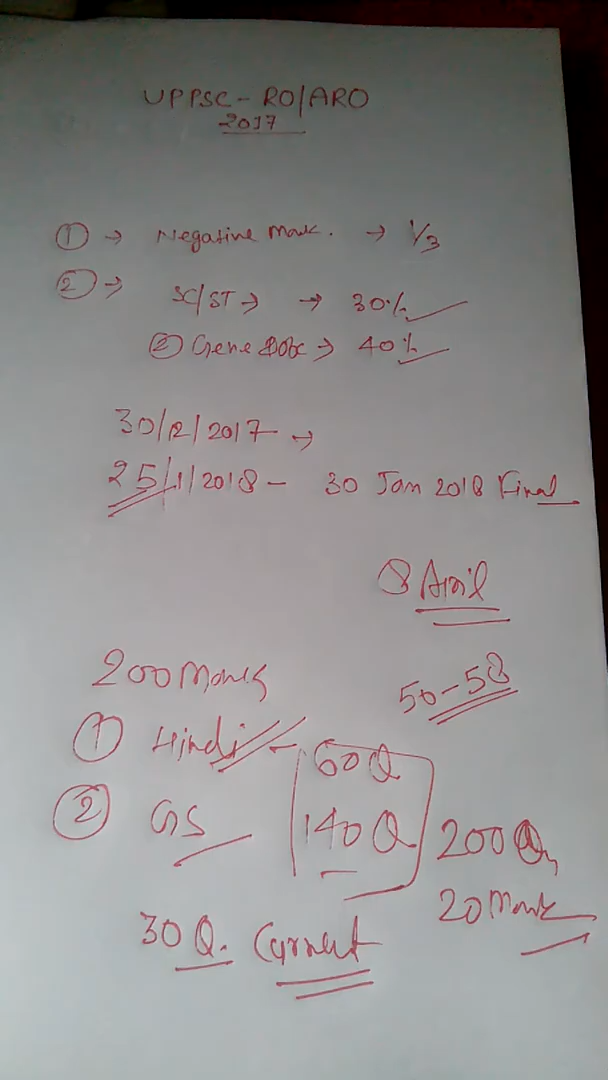 UPPSC - RO/ARO
2017
① → Negative Mark. → 1/3
② → SC/ST → → 30%
② Gene OBC → 40%
30/12/2017 →
25/1/2018 - 30 Jan 2018 Final
8 April
200 Marks
50-58
① Hindi - 60 Q
② GS 140 Q 200 Q,
20 Mark
30 Q. Current